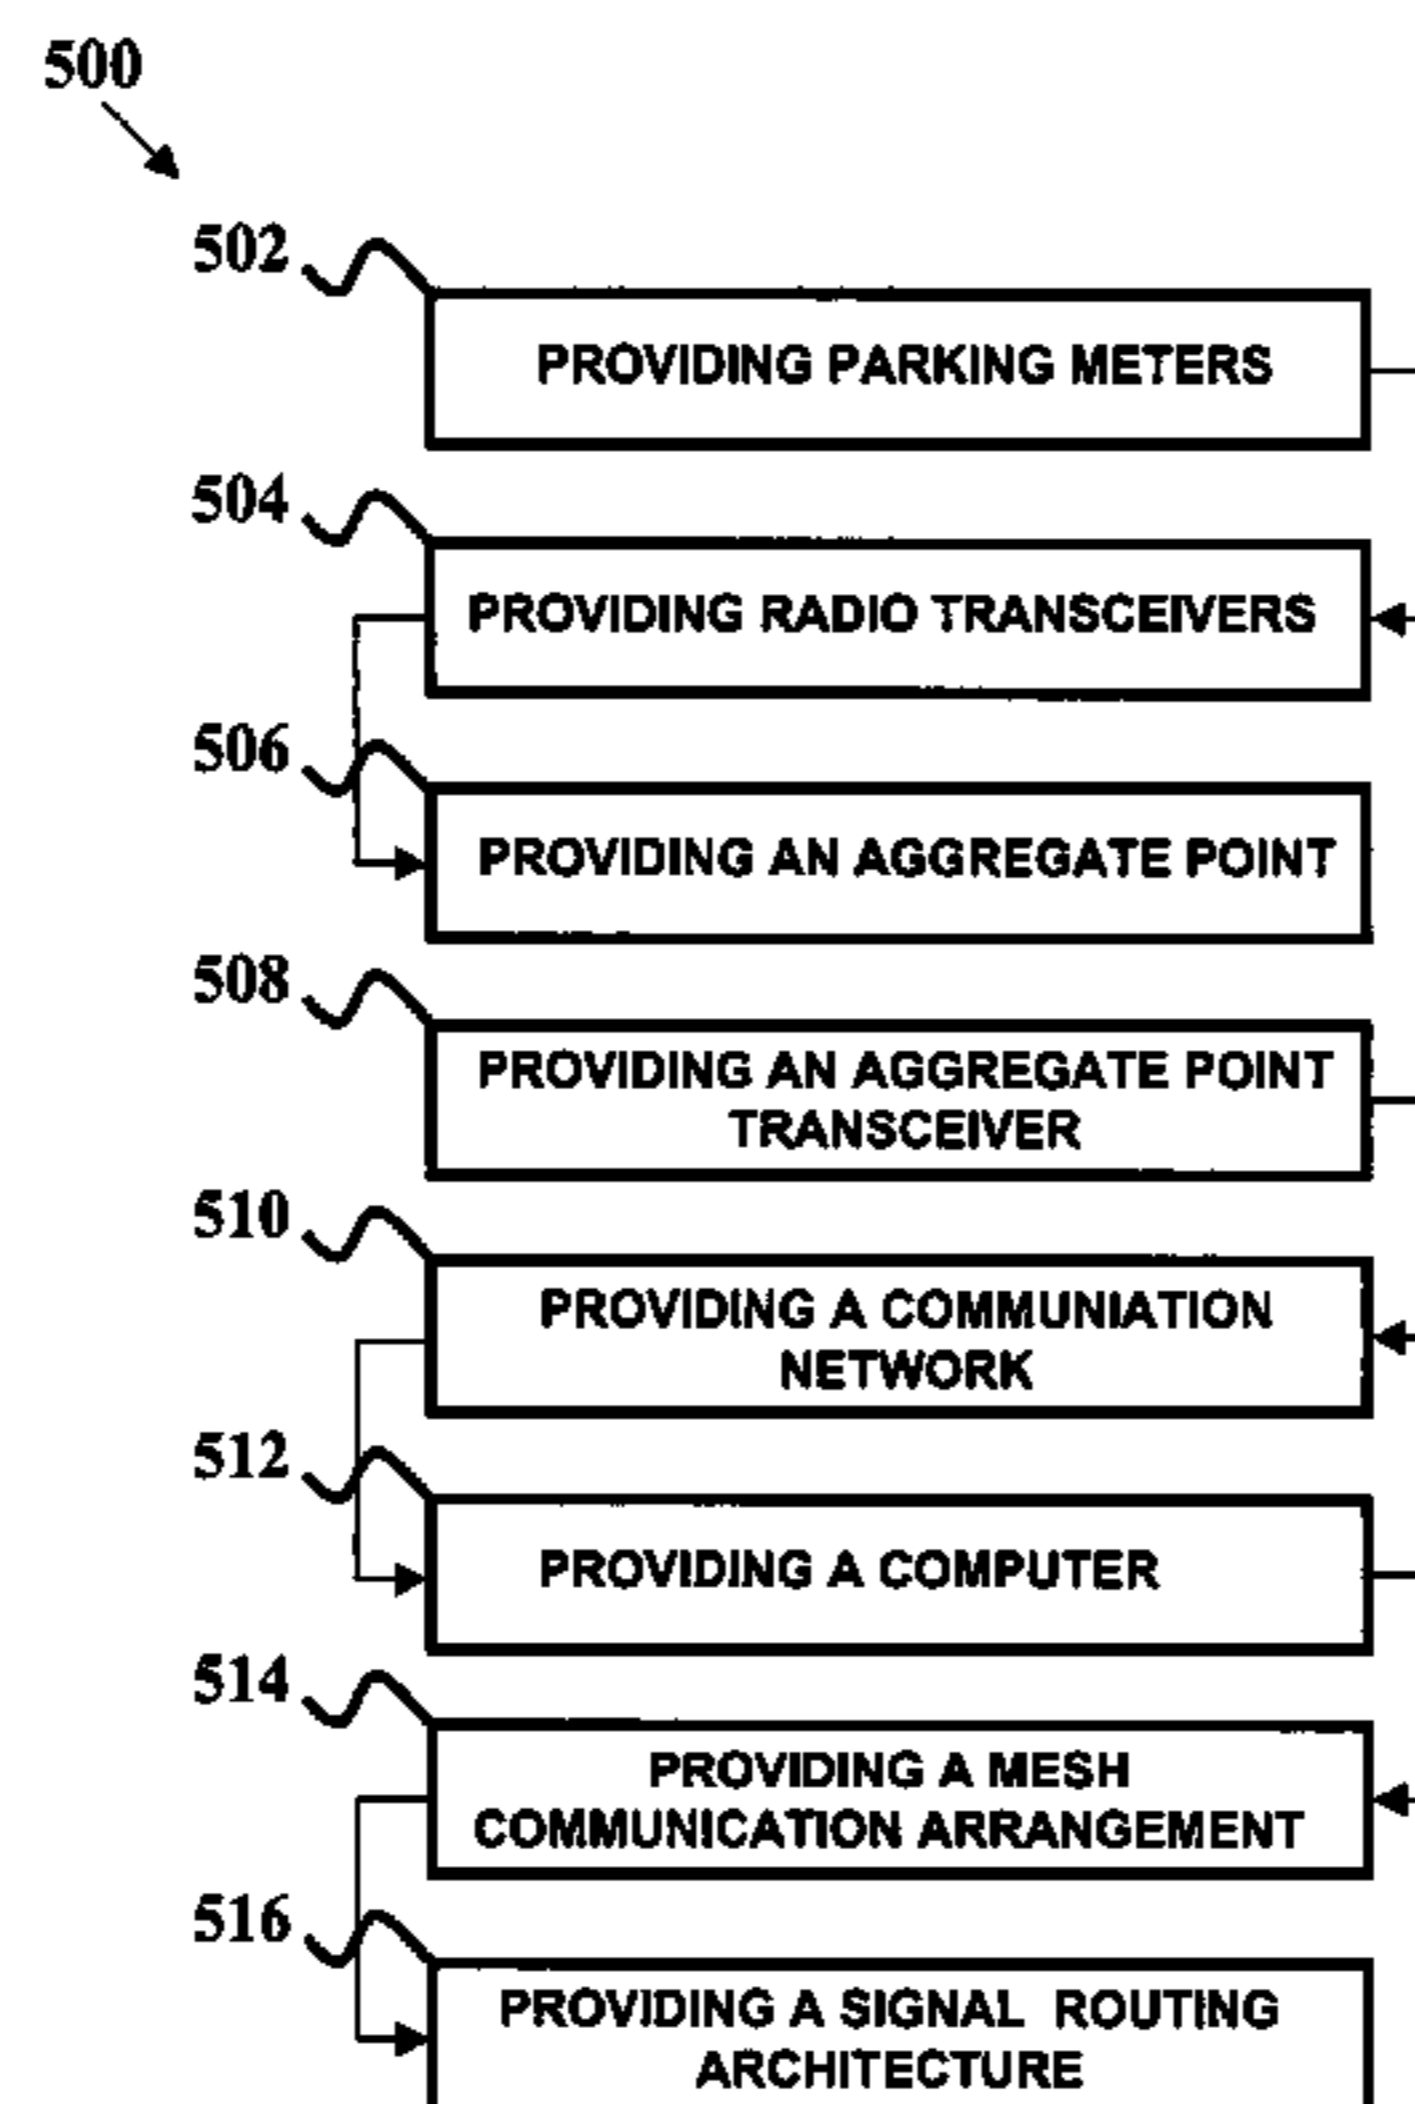 500
502
PROVIDING PARKING METERS
504
PROVIDING RADIO TRANSCEIVERS
506
PROVIDING AN AGGREGATE POINT
508
PROVIDING AN AGGREGATE POINT
TRANSCEIVER
510
PROVIDING A COMMUNIATION
NETWORK
512
PROVIDING A COMPUTER
514
PROVIDING A MESH
COMMUNICATION ARRANGEMENT
516
PROVIDING A SIGNAL ROUTING
ARCHITECTURE